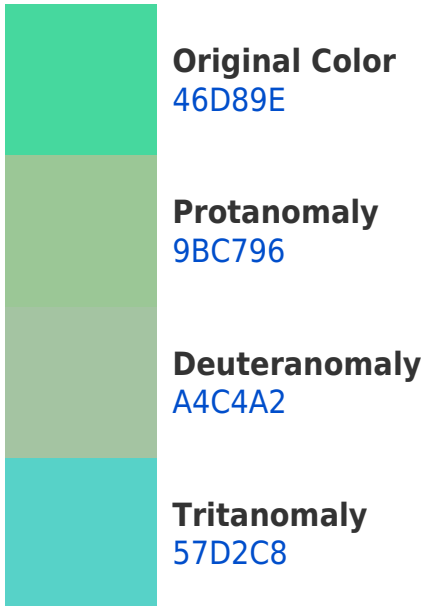 Original Color
46D89E
Protanomaly
9BC796
Deuteranomaly
A4C4A2
Tritanomaly
57D2C8